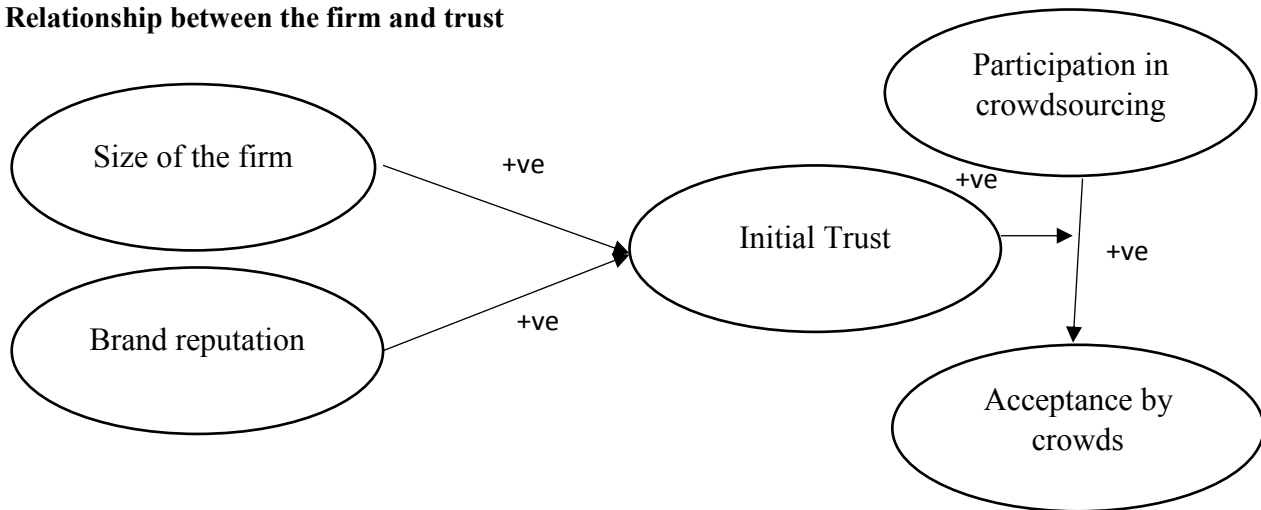 Relationship between the firm and trust
Participation in
crowdsourcing
Size of the firm
+ve
+ve
Initial Trust
+ve
Brand reputation
+ve
Acceptance by
crowds